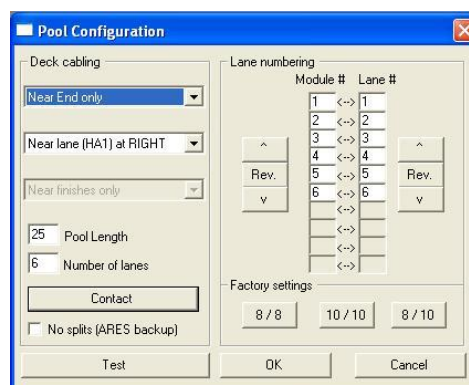 Pool Configuration
Deck cabling
Near End only
Near lane (HA1) at RIGHT
Near finishes only
25 Pool Length
6 Number of lanes
Contact
No splits (ARES backup)
Lane numbering
Module # Lane #
1 <--> 1
2 <--> 2
3 <--> 3
4 <--> 4
5 <--> 5
6 <--> 6
<-->
<-->
<-->
<-->
^ ^
Rev. Rev.
v v
Factory settings
8 / 8 10 / 10 8 / 10
Test OK Cancel